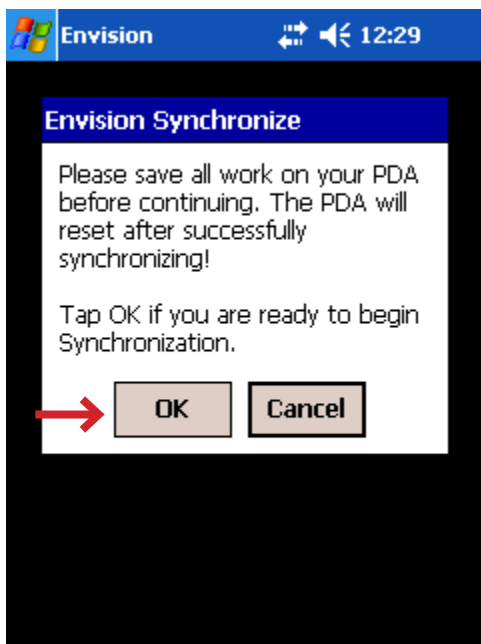 Envision 12:29
Envision Synchronize
Please save all work on your PDA
before continuing. The PDA will
reset after successfully
synchronizing!
Tap OK if you are ready to begin
Synchronization.
OK Cancel